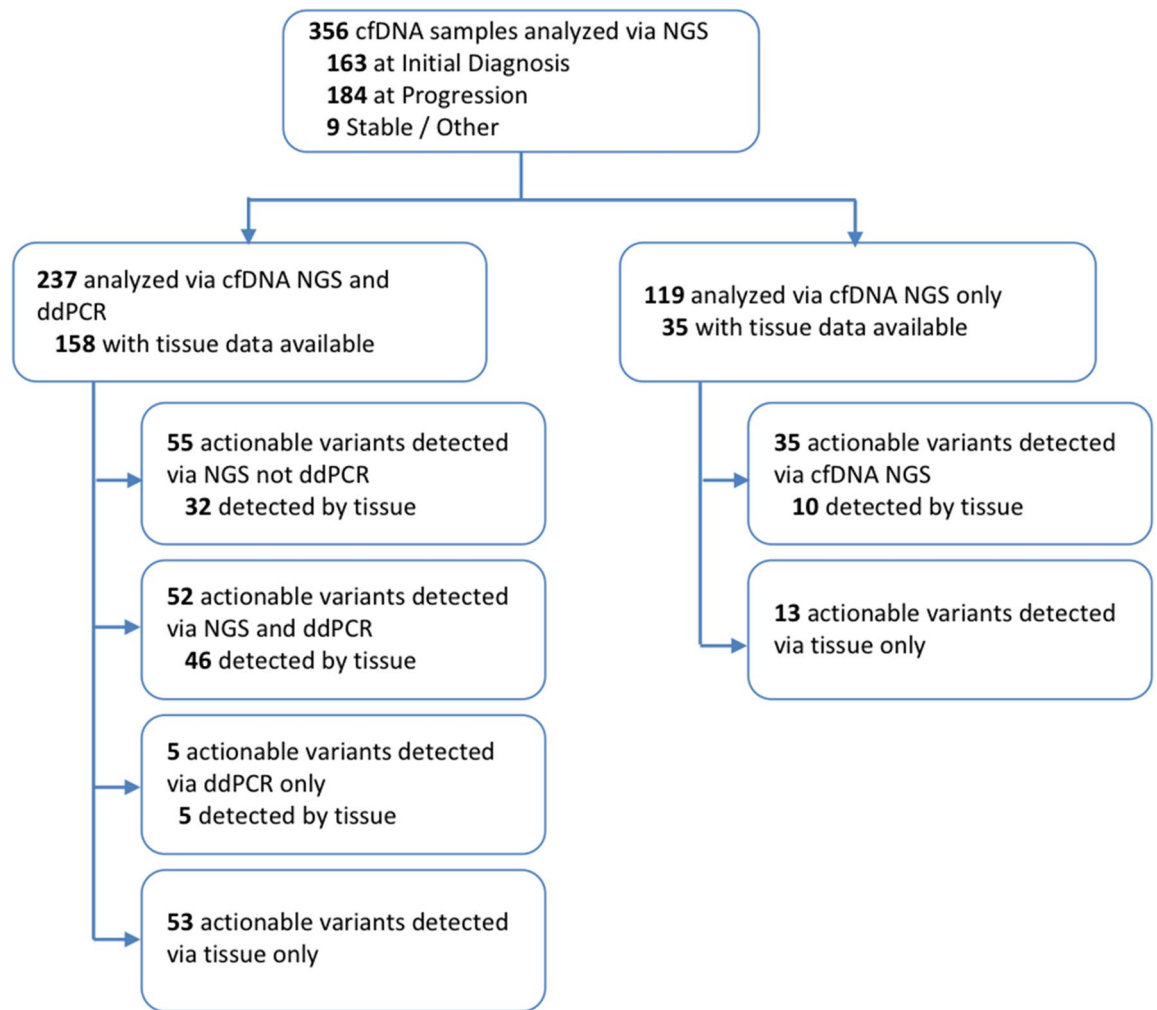 356 cfDNA samples analyzed via NGS
163 at Initial Diagnosis
184 at Progression
9 Stable / Other
237 analyzed via cfDNA NGS and
ddPCR
158 with tissue data available
119 analyzed via cfDNA NGS only
35 with tissue data available
55 actionable variants detected
via NGS not ddPCR
32 detected by tissue
52 actionable variants detected
via NGS and ddPCR
46 detected by tissue
5 actionable variants detected
via ddPCR only
5 detected by tissue
53 actionable variants detected
via tissue only
35 actionable variants detected
via cfDNA NGS
10 detected by tissue
13 actionable variants detected
via tissue only